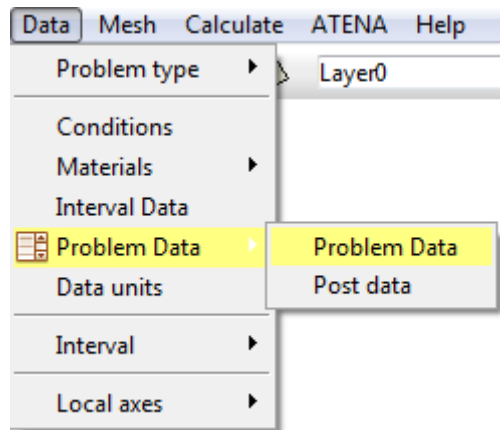 Data Mesh Calculate ATENA Help
Problem type Layer0
Conditions
Materials
Interval Data
Problem Data Problem Data
Data units Post data
Interval
Local axes